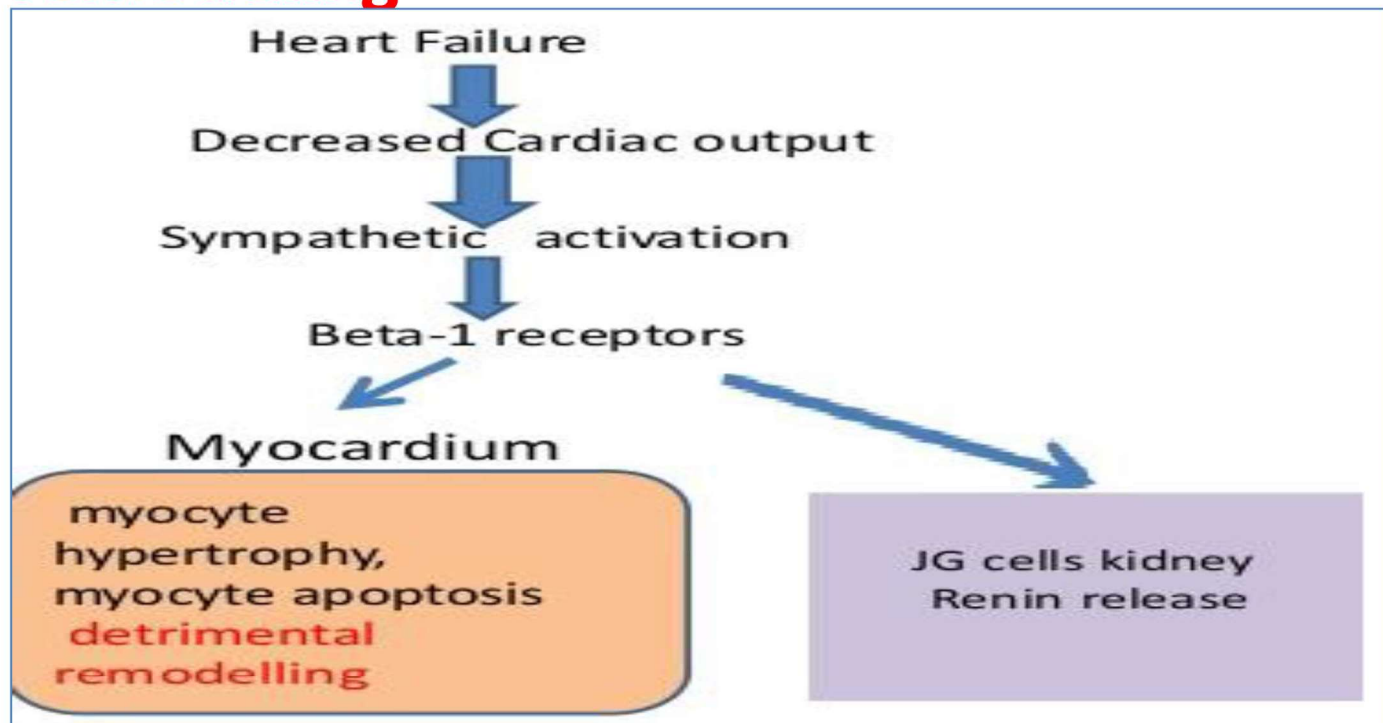 Heart Failure
Decreased Cardiac output
Sympathetic activation
Beta-1 receptors
Myocardium
myocyte
hypertrophy,
myocyte apoptosis
detrimental
remodelling
JG cells kidney
Renin release